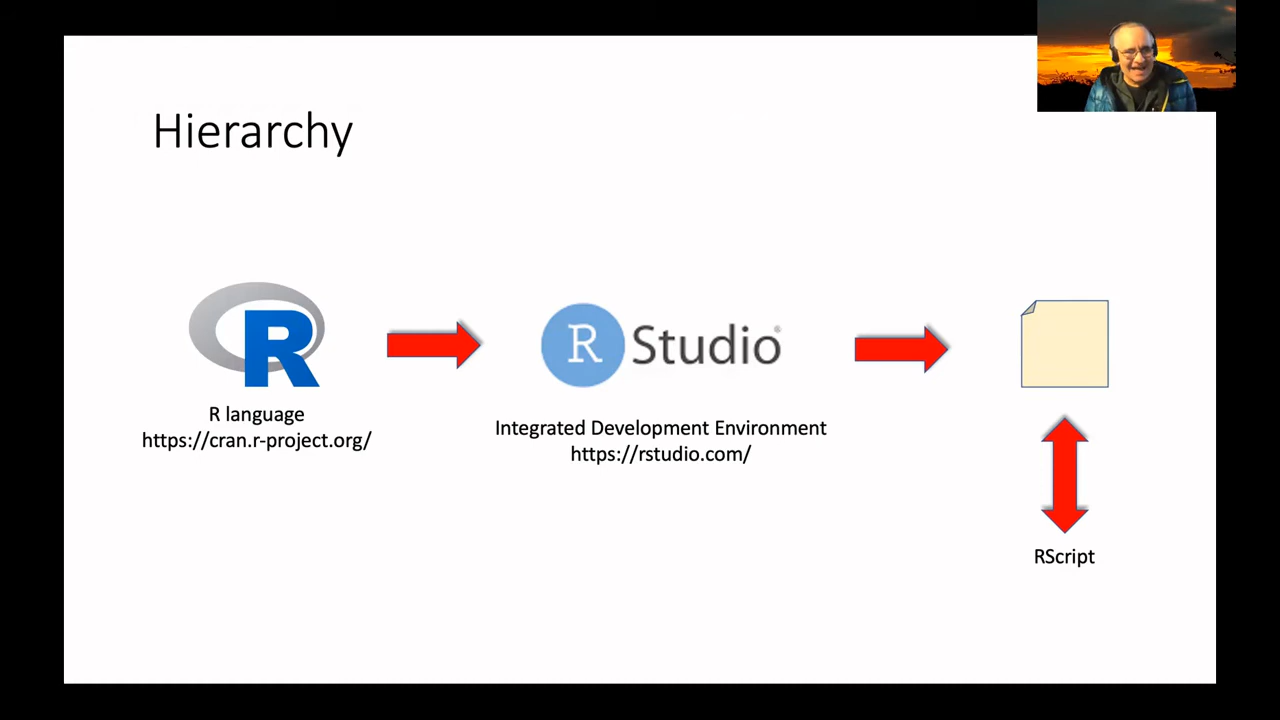 Hierarchy
R
R Studio®
R language
https://cran.r-project.org/
Integrated Development Environment
https://rstudio.com/
RScript